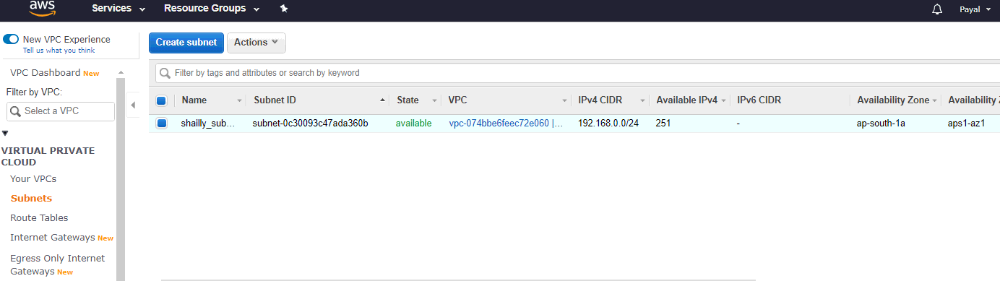 aws Services Resource Groups Payal
New VPC Experience
Tell us what you think
Create subnet Actions
VPC Dashboard New
Filter by tags and attributes or search by keyword
Filter by VPC:
Select a VPC
Name Subnet ID State VPC IPv4 CIDR Available IPv4 IPv6 CIDR Availability Zone Availability Z
shailly_sub... subnet-0c30093c47ada360b available vpc-074bbe6feec72e060 |... 192.168.0.0/24 251 - ap-south-1a aps1-az1
VIRTUAL PRIVATE
CLOUD
Your VPCs
Subnets
Route Tables
Internet Gateways New
Egress Only Internet
Gateways New